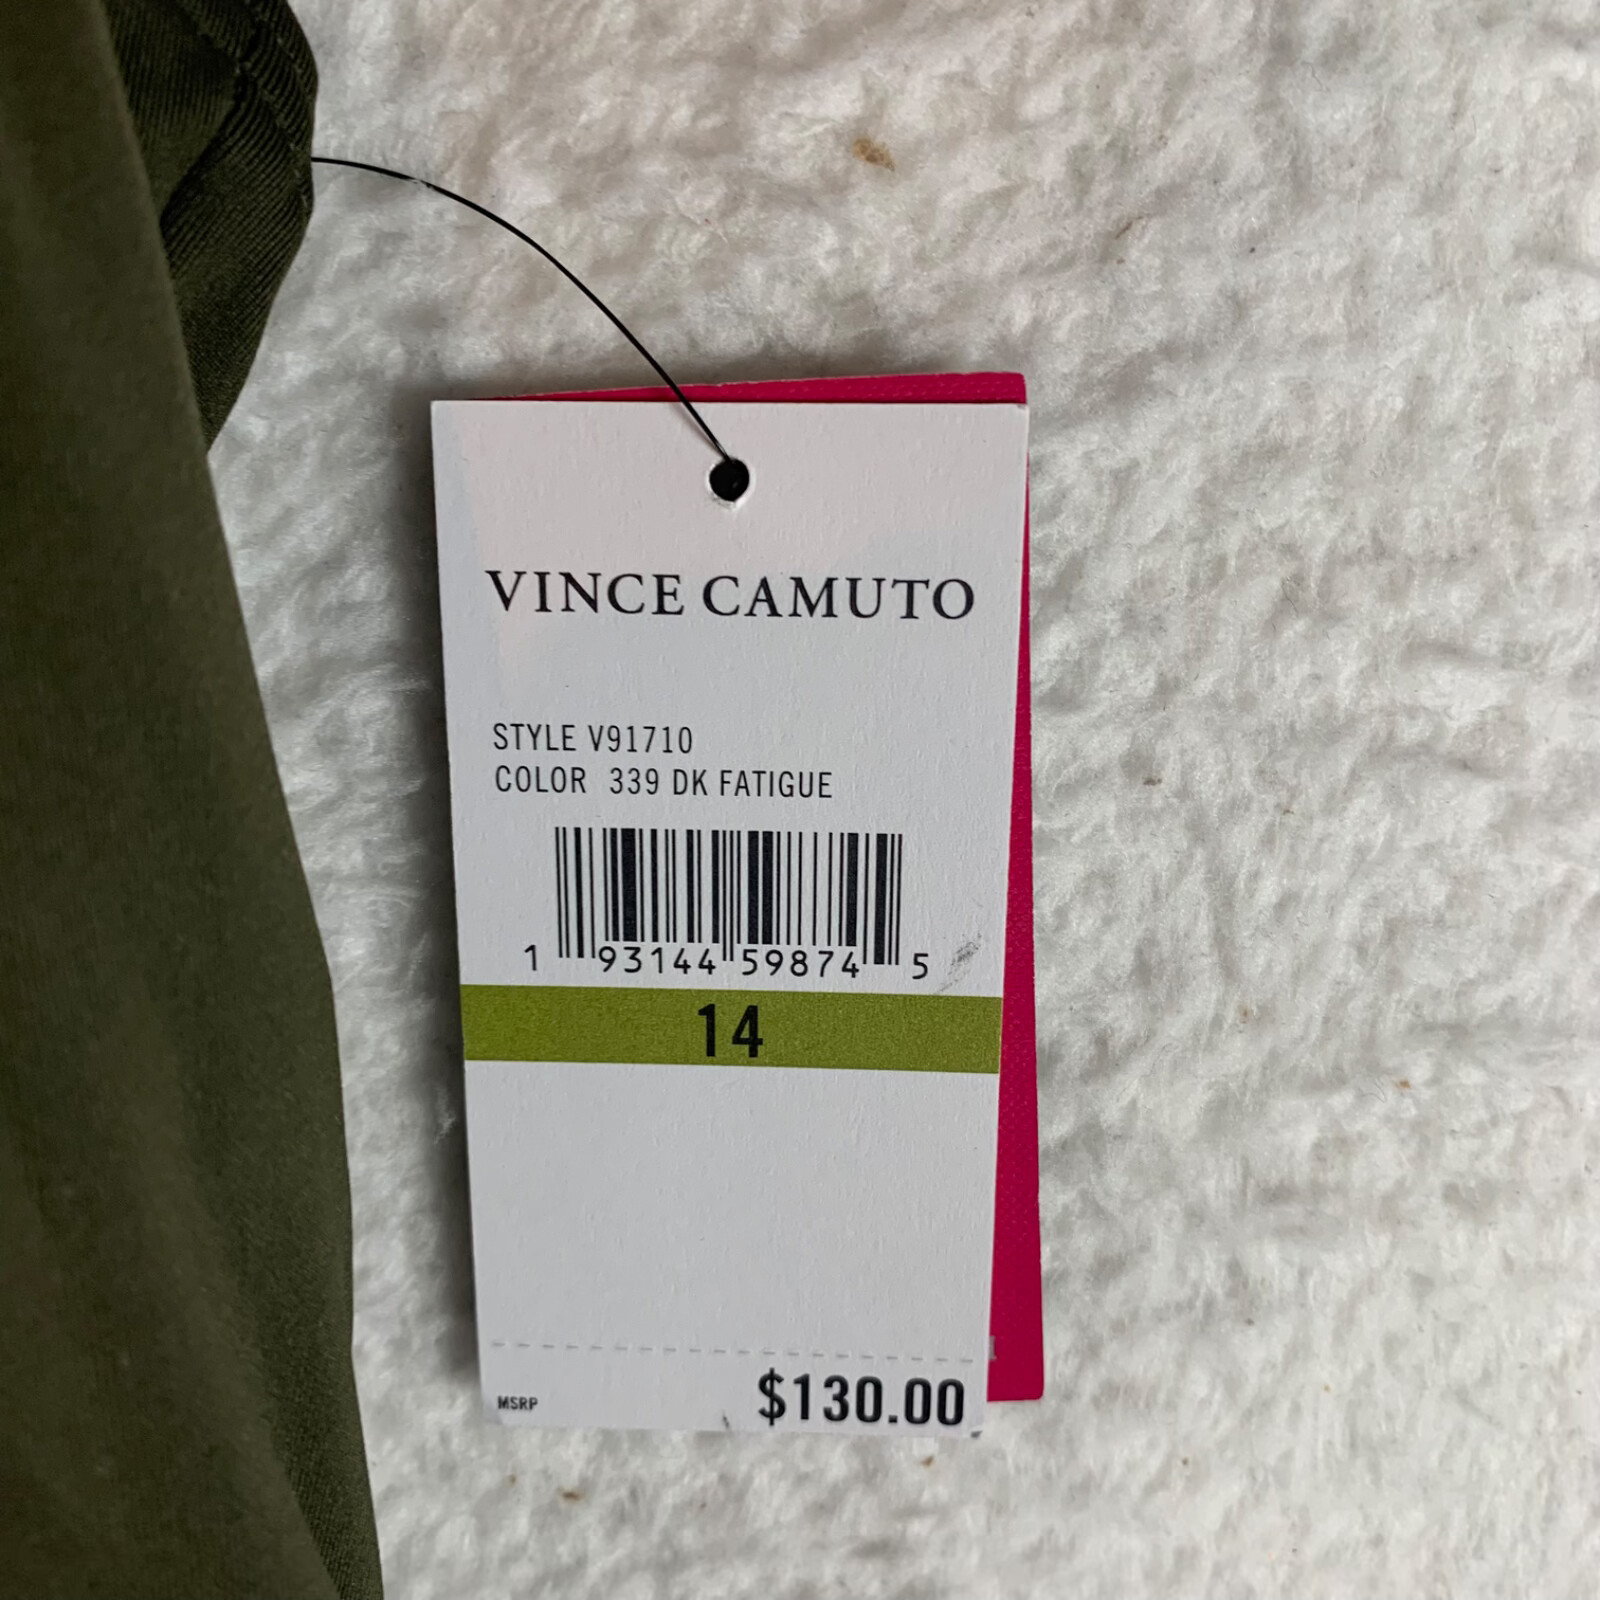 VINCE CAMUTO
STYLE V91710
COLOR 339 DK FATIGUE
1 93144 59874 5
14
MSRP $130.00